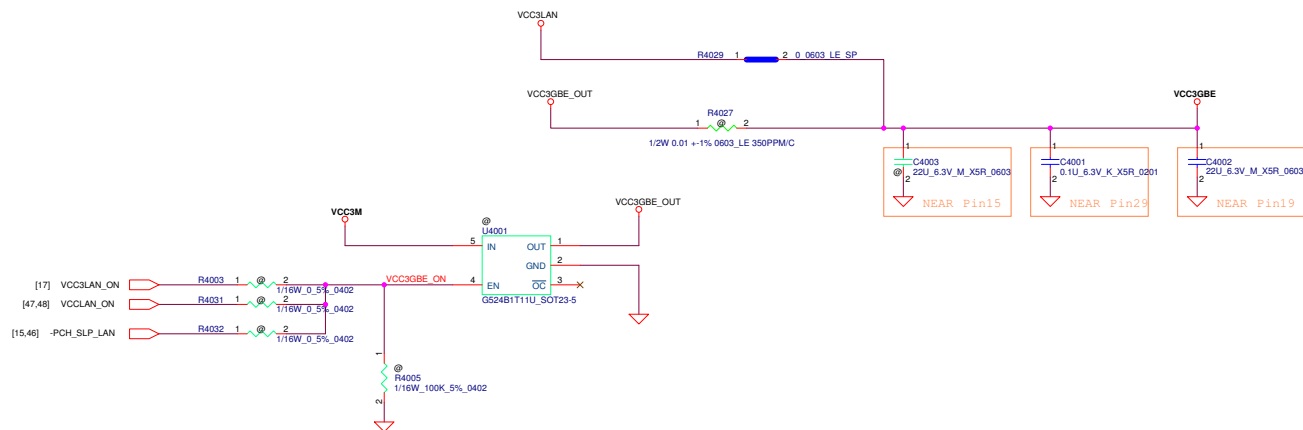 VCC3LAN
R4029 1 2 0_0603_LE_SP
VCC3GBE_OUT
R4027
1 @ 2
1/2W 0.01 +-1% 0603_LE 350PPM/C
VCC3GBE
1
C4003
22U_6.3V_M_X5R_0603
@
2
NEAR Pin15
1
C4001
0.1U_6.3V_K_X5R_0201
2
NEAR Pin29
1
C4002
22U_6.3V_M_X5R_0603
2
NEAR Pin19
VCC3M
VCC3GBE_OUT
@
U4001
5 IN OUT 1
GND 2
4 EN OC 3
G524B1T11U_SOT23-5
VCC3GBE_ON
[17] VCC3LAN_ON R4003 1 @ 2
1/16W_0_5%_0402
[47,48] VCCLAN_ON R4031 1 @ 2
1/16W_0_5%_0402
[15,46] -PCH_SLP_LAN R4032 1 @ 2
1/16W_0_5%_0402
1
@
R4005
1/16W_100K_5%_0402
2